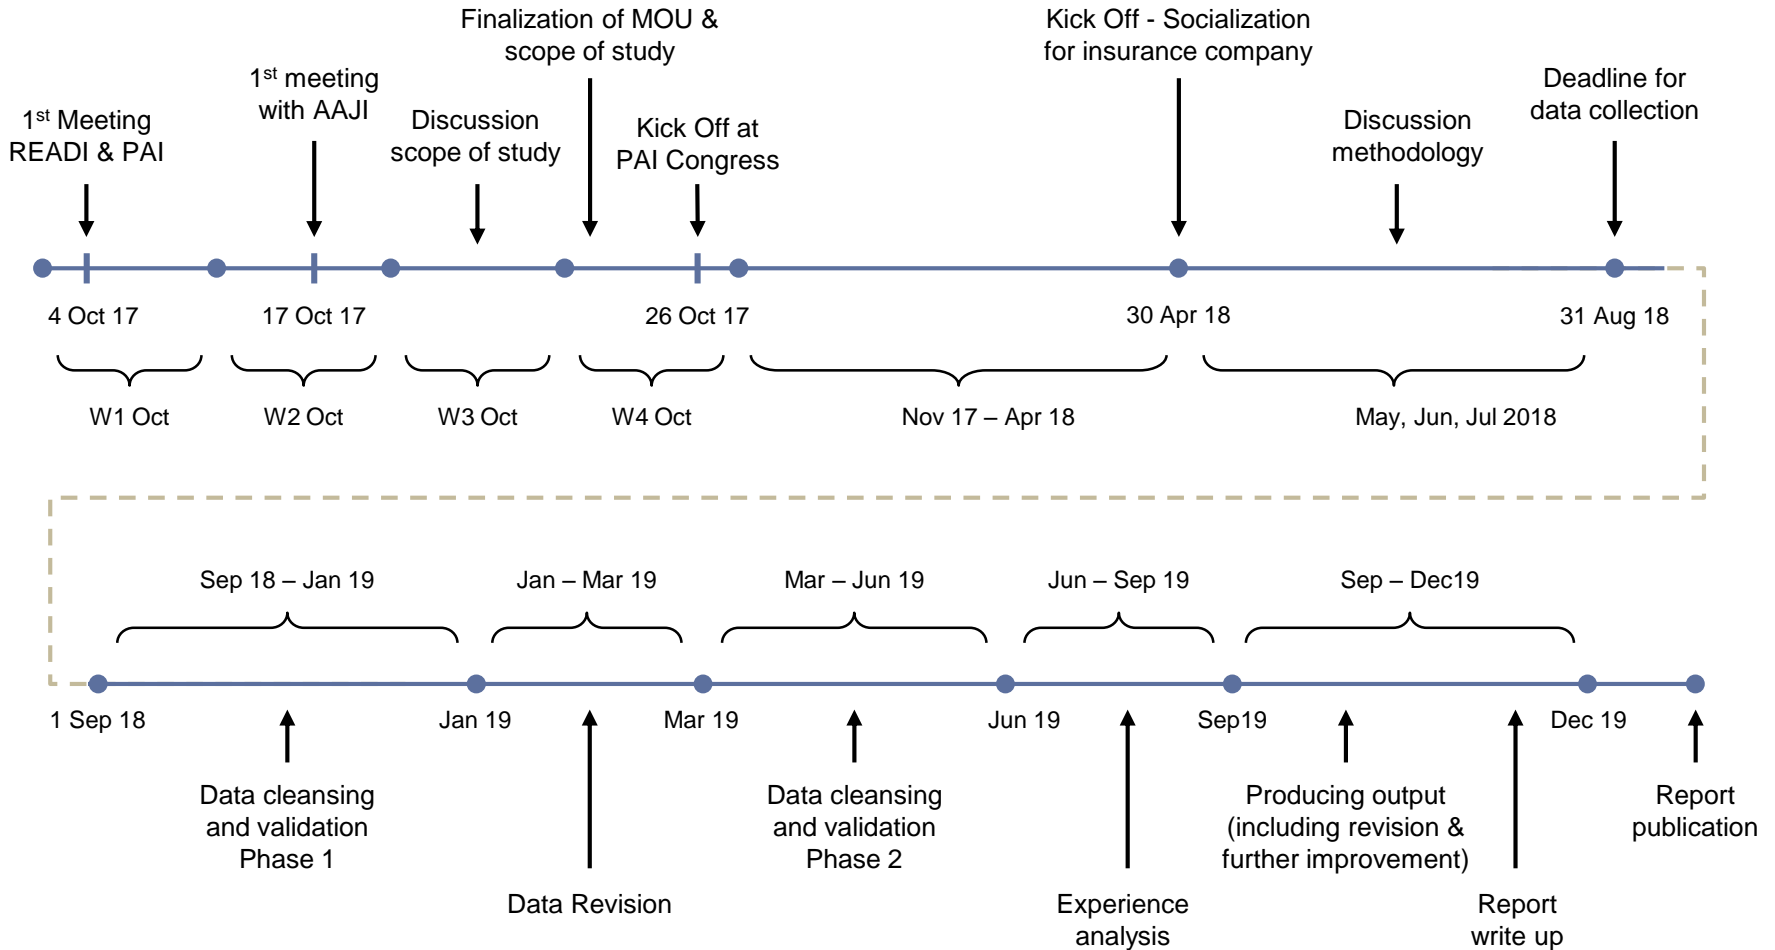 Finalization of MOU &
scope of study
Kick Off - Socialization
for insurance company
1st meeting
with AAJI
Deadline for
data collection
1st Meeting
READI & PAI
Discussion
scope of study
Kick Off at
PAI Congress
Discussion
methodology
4 Oct 17
17 Oct 17
26 Oct 17
30 Apr 18
31 Aug 18
W1 Oct
W2 Oct
W3 Oct
W4 Oct
Nov 17 – Apr 18
May, Jun, Jul 2018
Sep 18 – Jan 19
Jan – Mar 19
Mar – Jun 19
Jun – Sep 19
Sep – Dec19
1 Sep 18
Jan 19
Mar 19
Jun 19
Sep19
Dec 19
Data cleansing
and validation
Phase 1
Data Revision
Data cleansing
and validation
Phase 2
Experience
analysis
Producing output
(including revision &
further improvement)
Report
write up
Report
publication